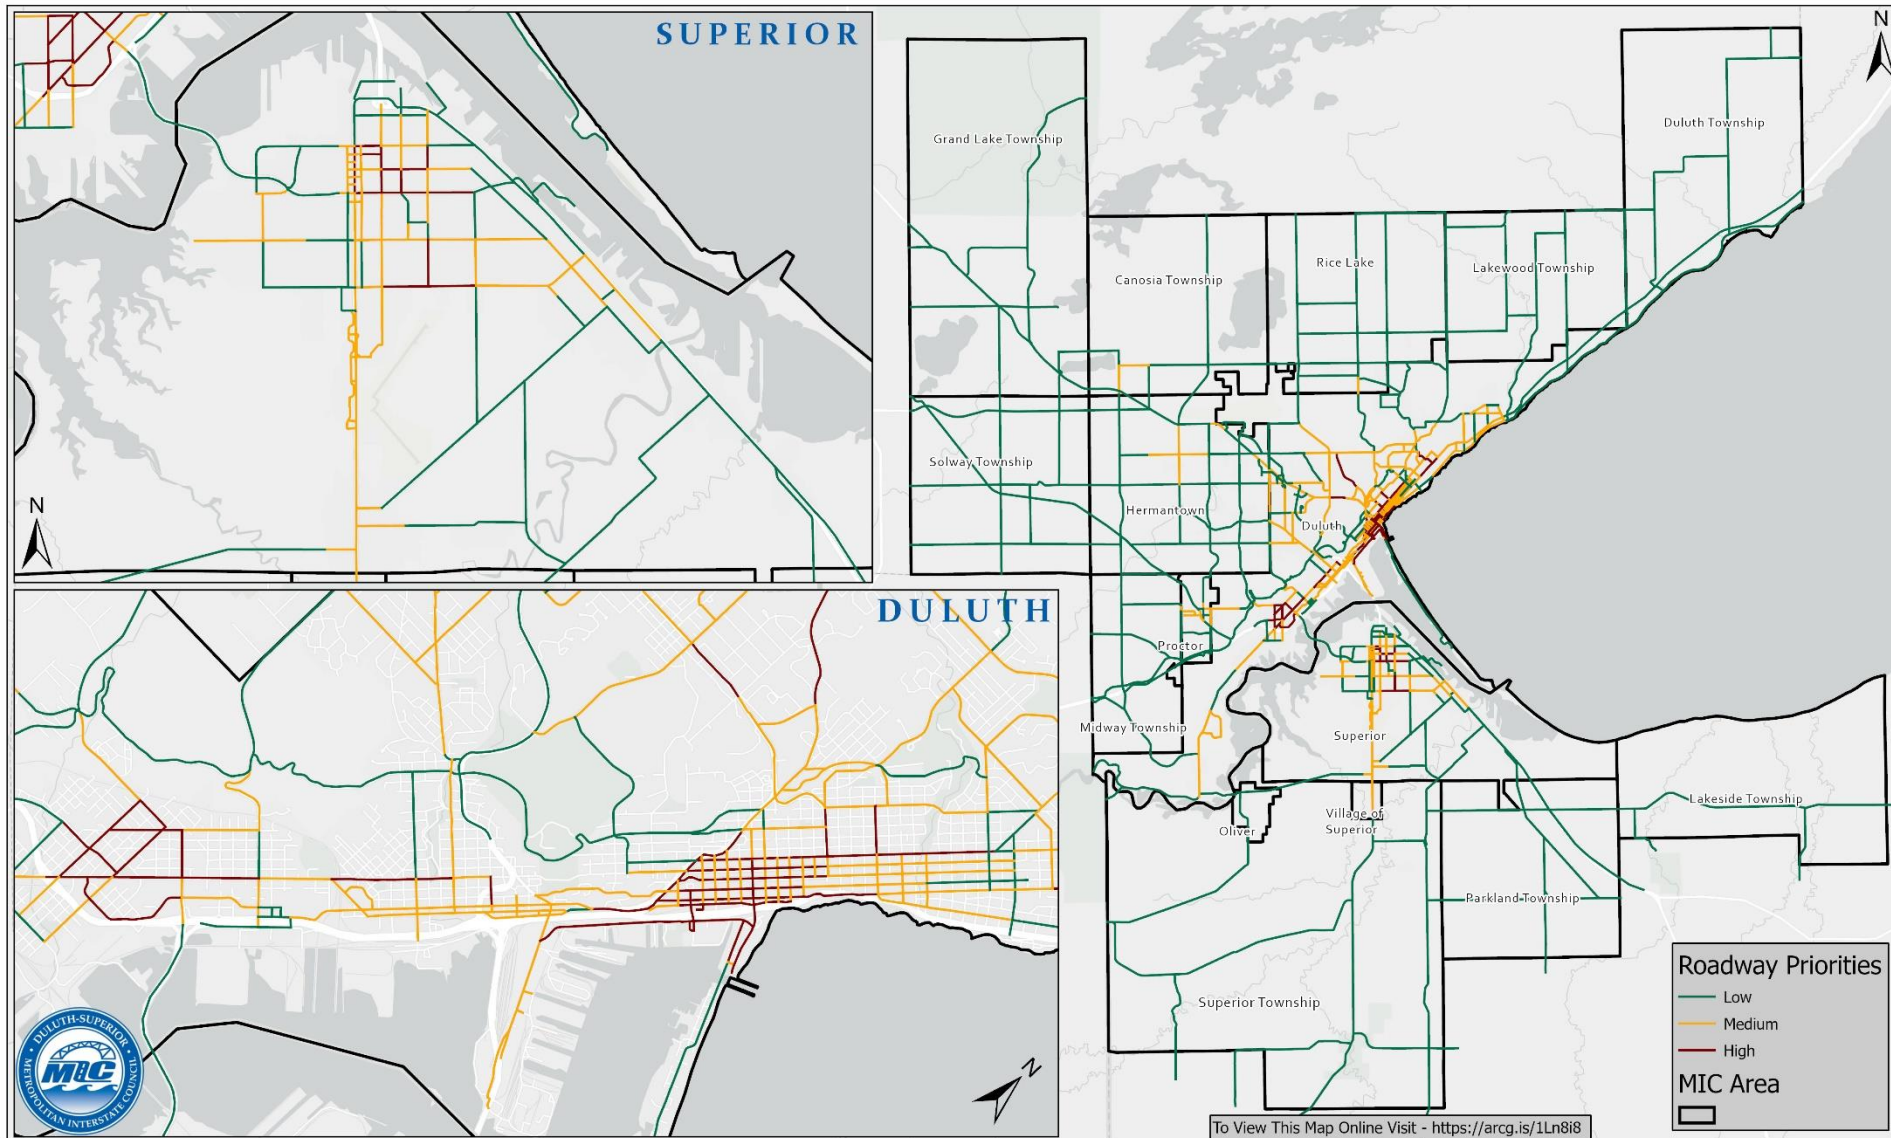 SUPERIOR
N
DULUTH
N
DULUTH-SUPERIOR
MIC
METROPOLITAN INTERSTATE COUNCIL
N
Grand Lake Township
Duluth Township
Canosia Township
Rice Lake
Lakewood Township
Solway Township
Hermantown
Duluth
Proctor
Midway Township
Superior
Oliver
Village of
Superior
Lakeside Township
Parkland Township
Superior Township
Roadway Priorities
Low
Medium
High
MIC Area
To View This Map Online Visit - https://arcg.is/1Ln8i8